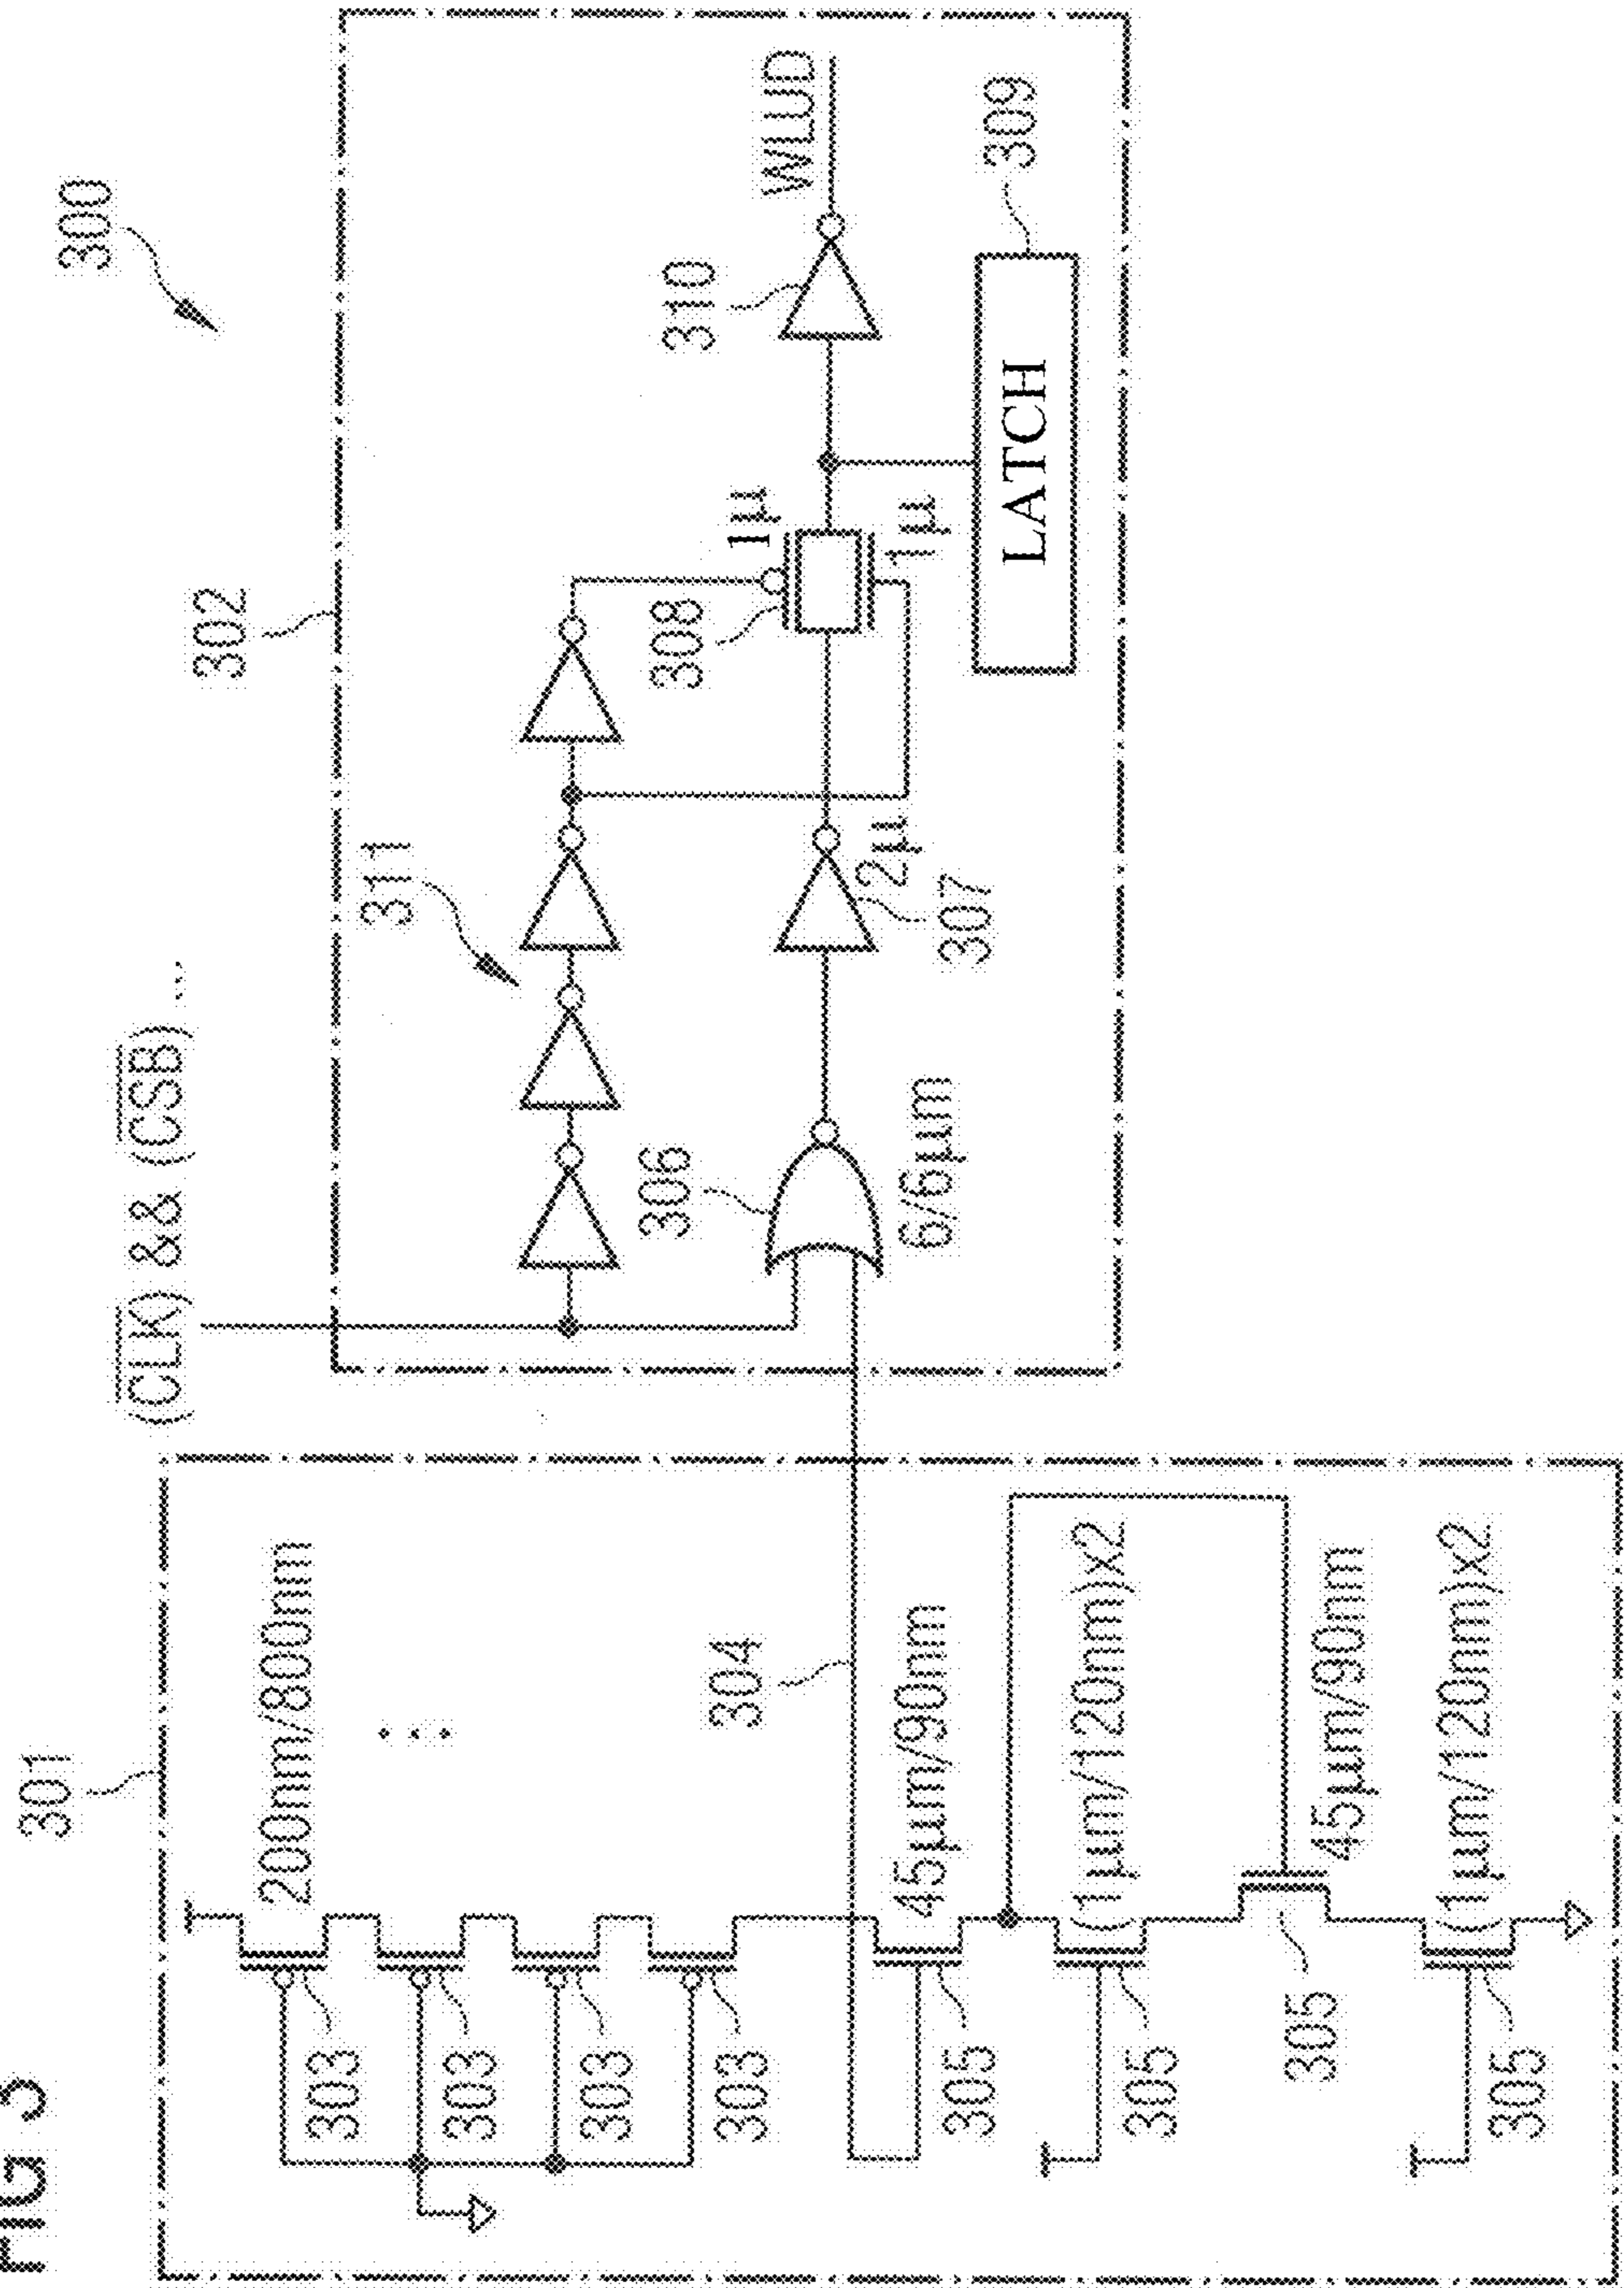 FIG 3
300
301
302
(CLK) && (CSB) ...
200nm/800nm
303
303
303
303
304
45µm/90nm
305
(1µm/120nm)x2
305
45µm/90nm
305
(1µm/120nm)x2
305
311
306
6/6µm
307
2µ
308
1µ
1µ
310
WLUD
LATCH
309